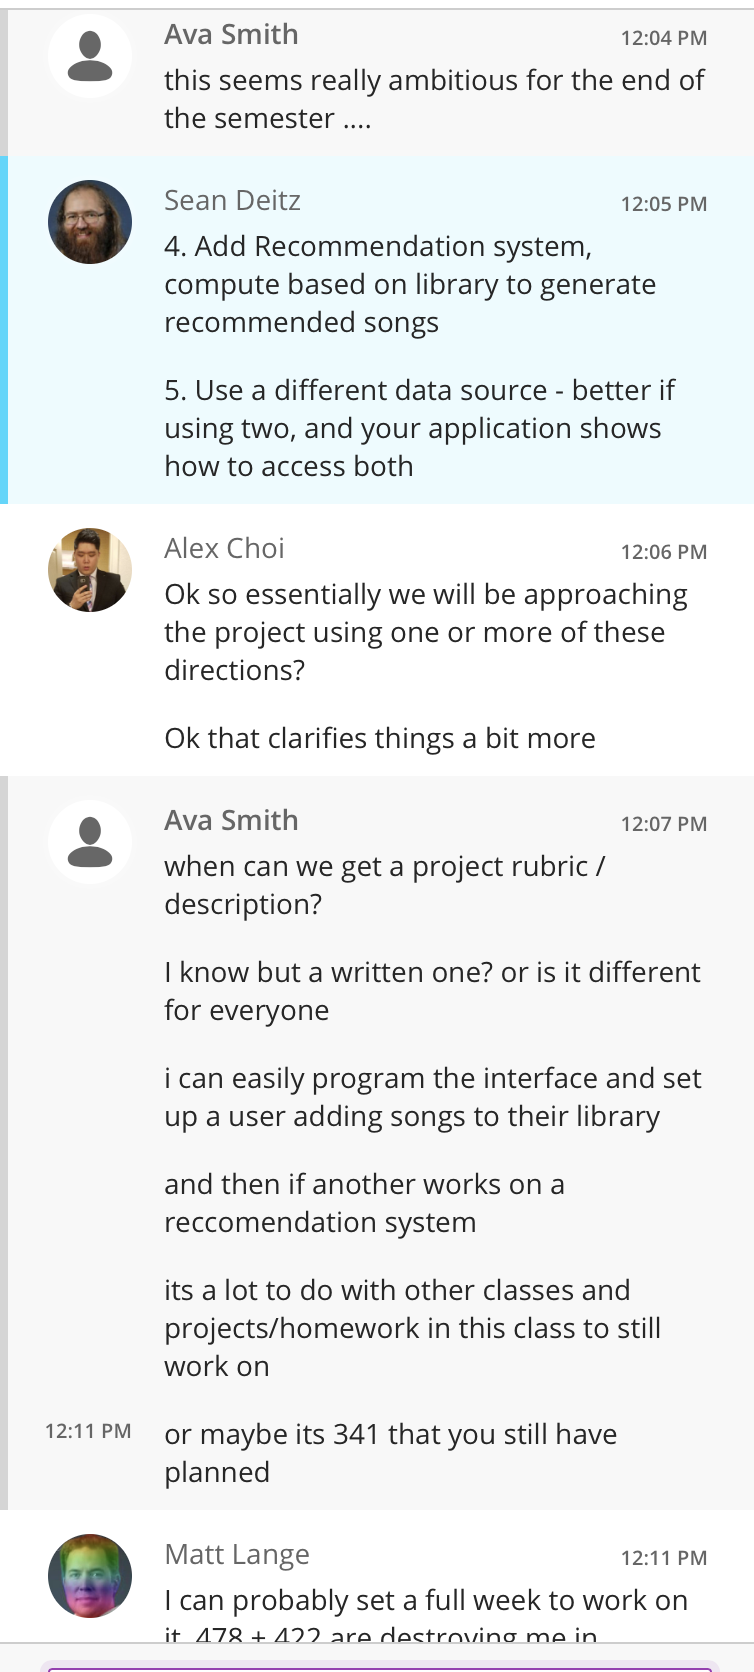 Ava Smith 12:04 PM
this seems really ambitious for the end of
the semester ....
Sean Deitz 12:05 PM
4. Add Recommendation system,
compute based on library to generate
recommended songs
5. Use a different data source - better if
using two, and your application shows
how to access both
Alex Choi 12:06 PM
Ok so essentially we will be approaching
the project using one or more of these
directions?
Ok that clarifies things a bit more
Ava Smith 12:07 PM
when can we get a project rubric /
description?
I know but a written one? or is it different
for everyone
i can easily program the interface and set
up a user adding songs to their library
and then if another works on a
reccomendation system
its a lot to do with other classes and
projects/homework in this class to still
work on
12:11 PM or maybe its 341 that you still have
planned
Matt Lange 12:11 PM
I can probably set a full week to work on
it. 478 + 422 are destroying me in